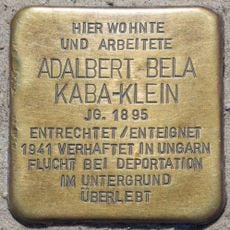 HIER WOHNTE
UND ARBEITETE
ADALBERT BELA
KABA-KLEIN
JG. 1895
ENTRECHTET/ENTEIGNET
1941 VERHAFTET IN UNGARN
FLUCHT BEI DEPORTATION
IM UNTERGRUND
ÜBERLEBT